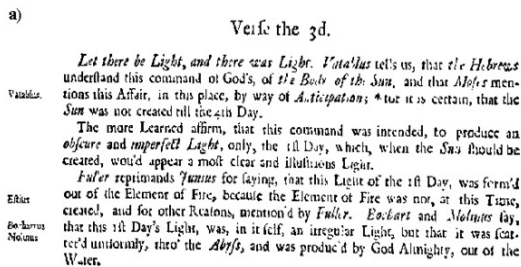 a)
Verse the 3d.
Let there be Light, and there was Light. Vatablus tells us, that the Hebrews
understand this command of God's, of the Body of the Sun, and that Moses men-
Vatablus.
tions this Affair, in this place, by way of Anticipation; for it is certain, that the
Sun was not created till the 4th Day.
The more Learned affirm, that this command was intended, to produce an
obscure and imperfect Light, only, the 1st Day, which, when the Sun should be
created, wou'd appear a most clear and illustrious Light.
Fuller reprimands Junius for saying, that this Light of the 1st Day, was form'd
Estius
out of the Element of Fire, because the Element of Fire was not, at this Time,
created, and for other Reasons, mention'd by Fuller. Bochart and Molinus say,
Bochartus
that this 1st Day's Light, was, in it self, an irregular Light, but that it was scat-
Molinus
ter'd uniformly, thro' the Abyss, and was produc'd by God Almighty, out of the
Water.